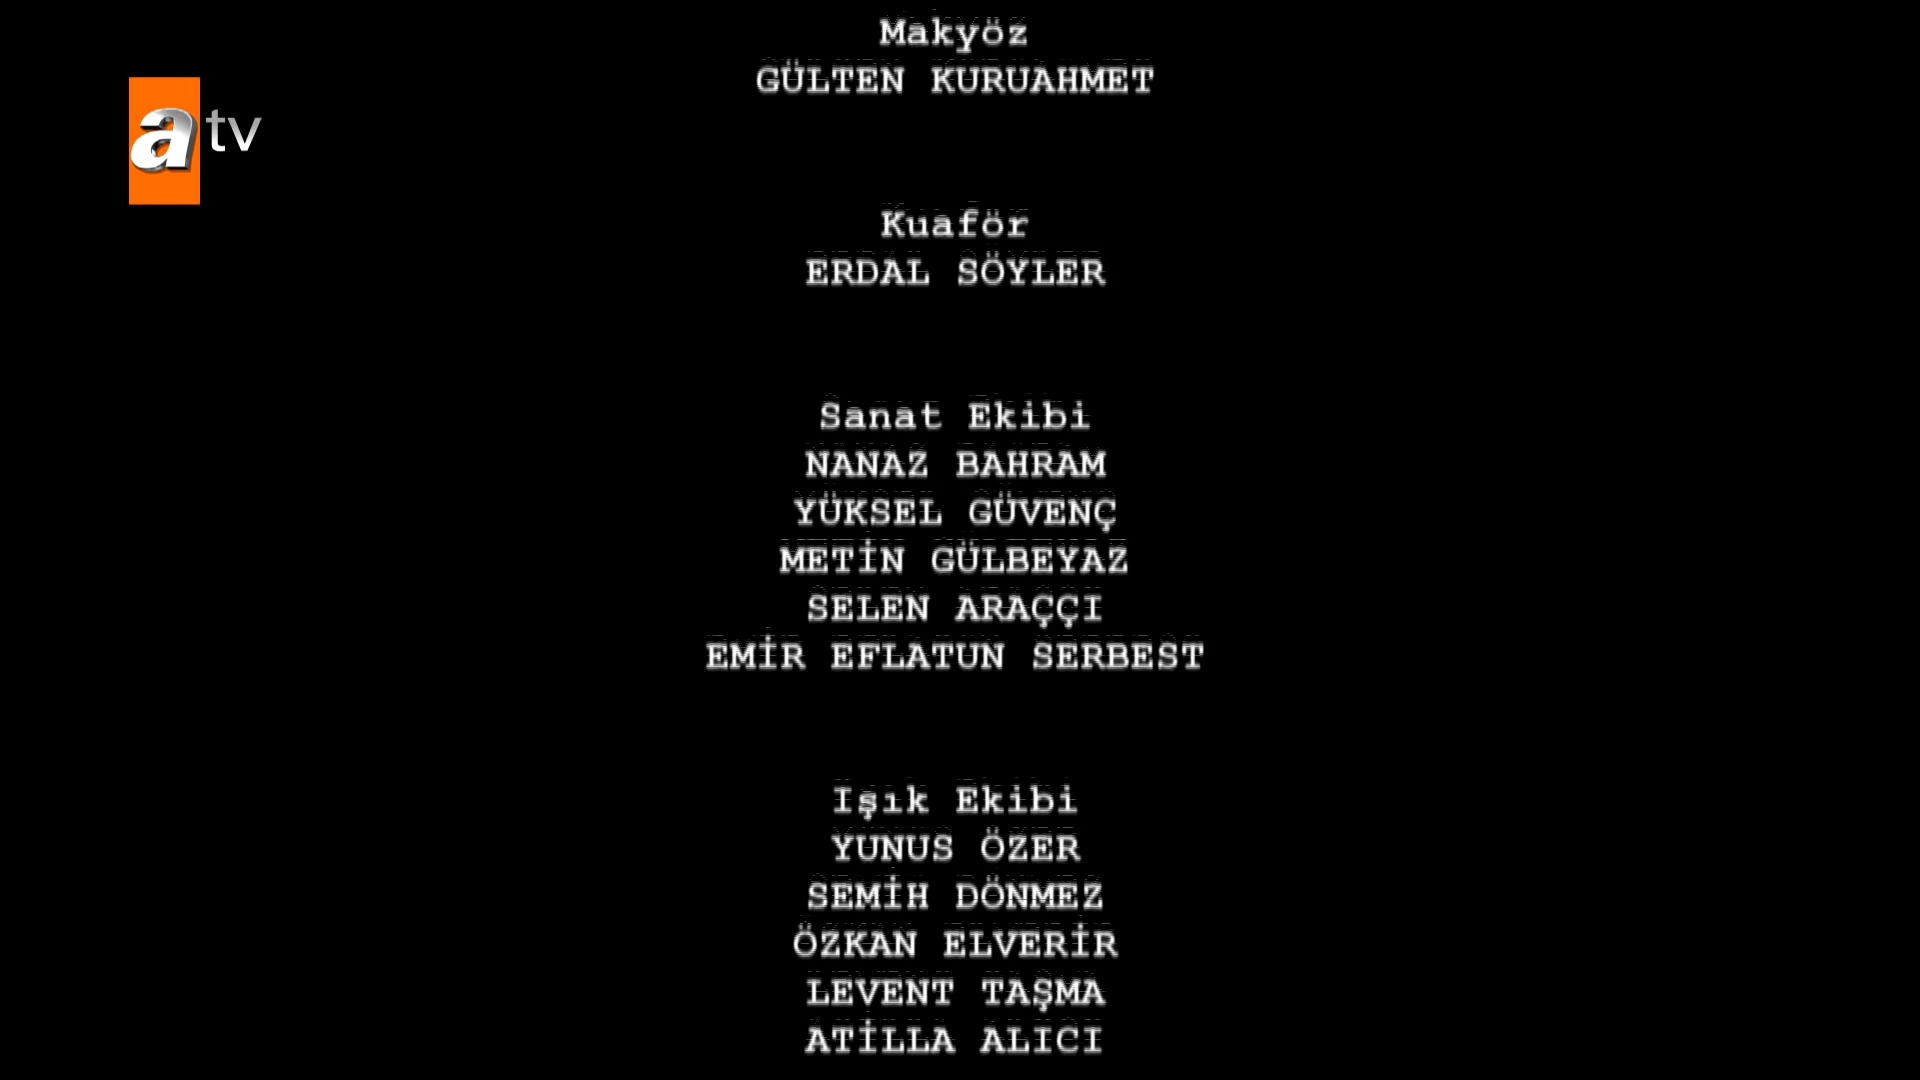 Makyöz
GÜLTEN KURUAHMET
atv
Kuaför
ERDAL SÖYLER
Sanat Ekibi
NANAZ BAHRAM
YÜKSEL GÜVENÇ
METİN GÜLBEYAZ
SELEN ARAÇÇI
EMİR EFLATUN SERBEST
Işık Ekibi
YUNUS ÖZER
SEMİH DÖNMEZ
ÖZKAN ELVERİR
LEVENT TAŞMA
ATİLLA ALICI